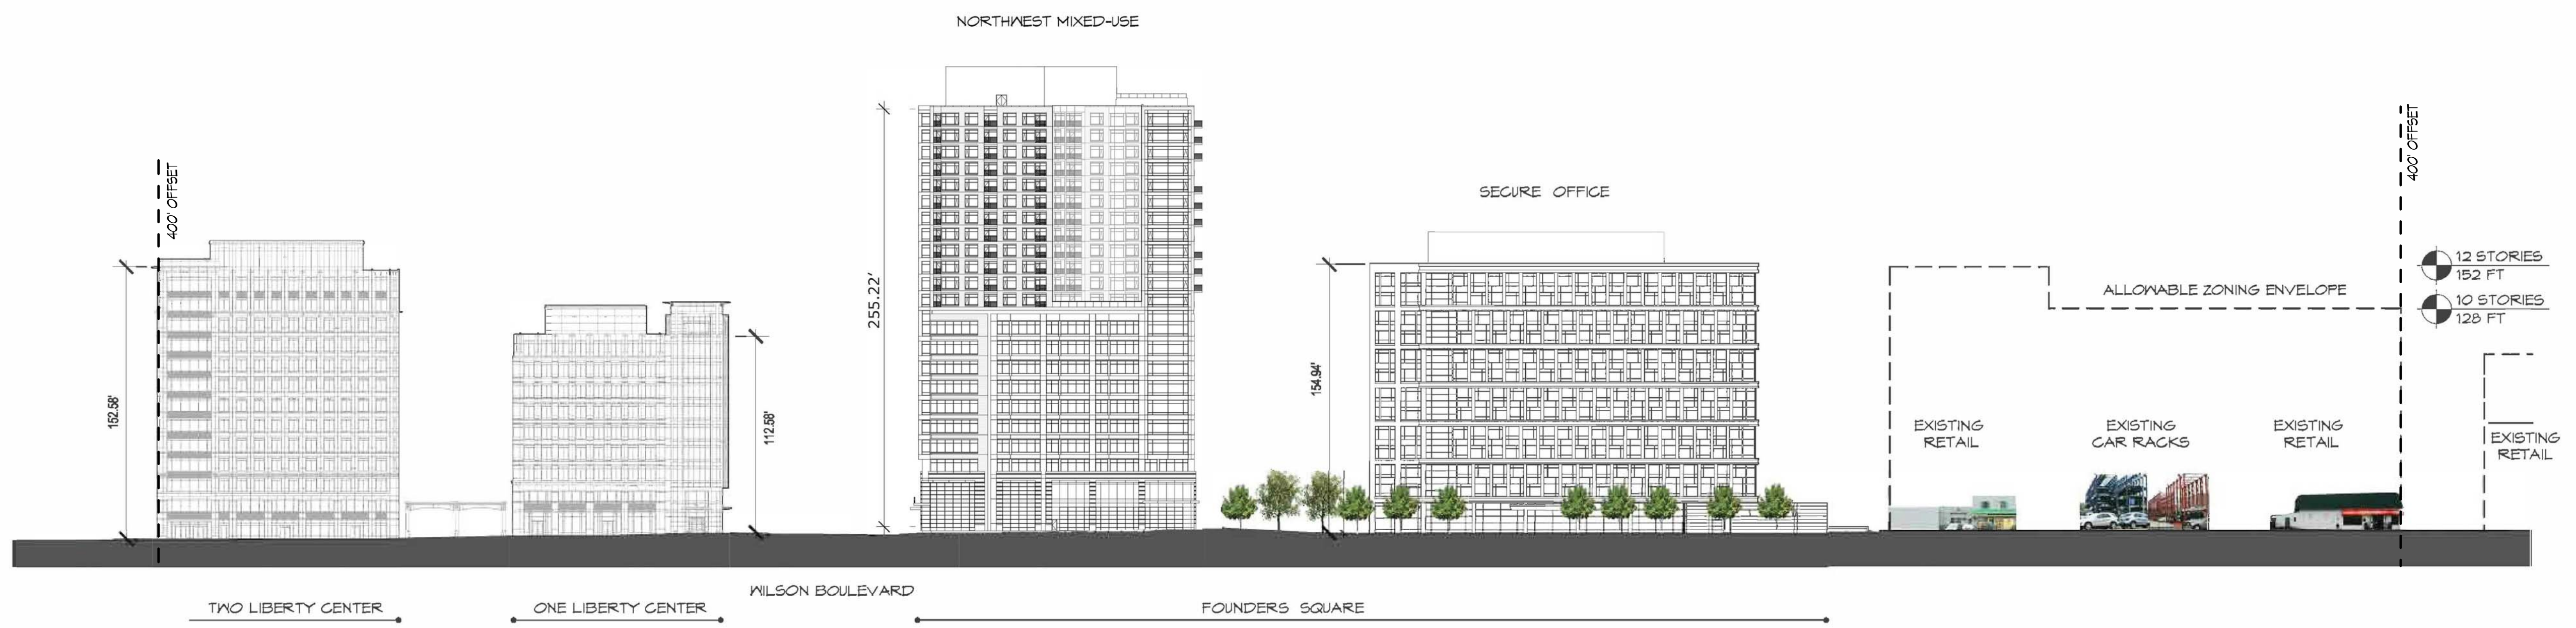 NORTHWEST MIXED-USE
400' OFFSET
400' OFFSET
SECURE OFFICE
255.22'
12 STORIES
152 FT
ALLOWABLE ZONING ENVELOPE
10 STORIES
128 FT
152.58'
112.58'
154.94'
EXISTING
RETAIL
EXISTING
CAR RACKS
EXISTING
RETAIL
EXISTING
RETAIL
WILSON BOULEVARD
TWO LIBERTY CENTER
ONE LIBERTY CENTER
FOUNDERS SQUARE